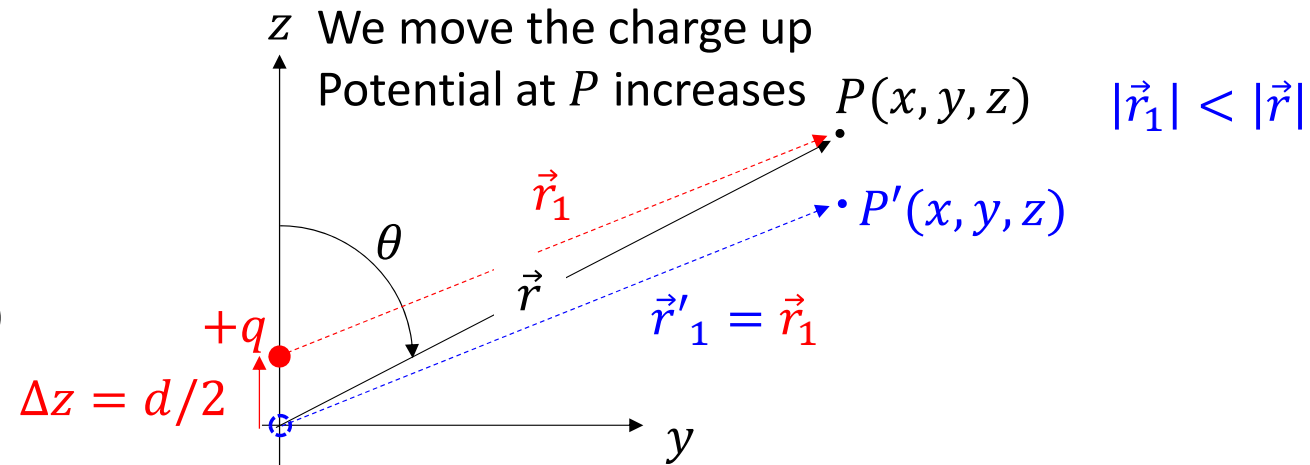 z We move the charge up
Potential at P increases
P(x, y, z)
|r⃗₁| < |r⃗|
r⃗₁
P′(x, y, z)
θ
r⃗
r⃗′₁ = r⃗₁
+q
Δz = d/2
y